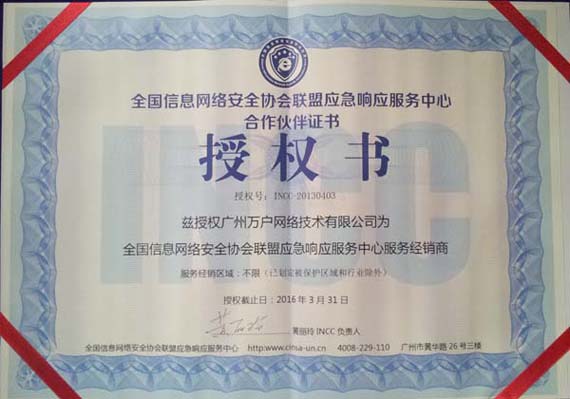 全国信息网络安全协会联盟应急响应服务中心
合作伙伴证书
授权书
授权号：INCC-20130403
兹授权广州万户网络技术有限公司为
全国信息网络安全协会联盟应急响应服务中心服务经销商
服务经销区域：不限（已划定被保护区域和行业除外）
授权截止日：2016年3月31日
黄丽玲 INCC 负责人
全国信息网络安全协会联盟应急响应服务中心 http:www.cinsa-un.cn 4008-229-110 广州市黄华路26号三楼
INCC